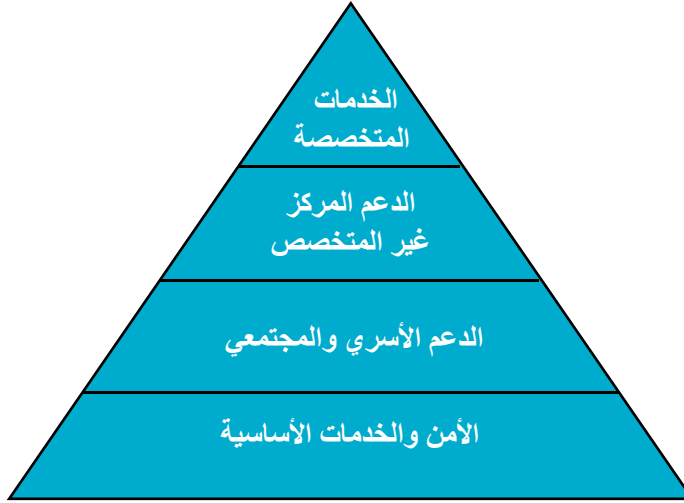 الخدمات
المتخصصة
الدعم المركز
غير المتخصص
الدعم الأسري والمجتمعي
الأمن والخدمات الأساسية